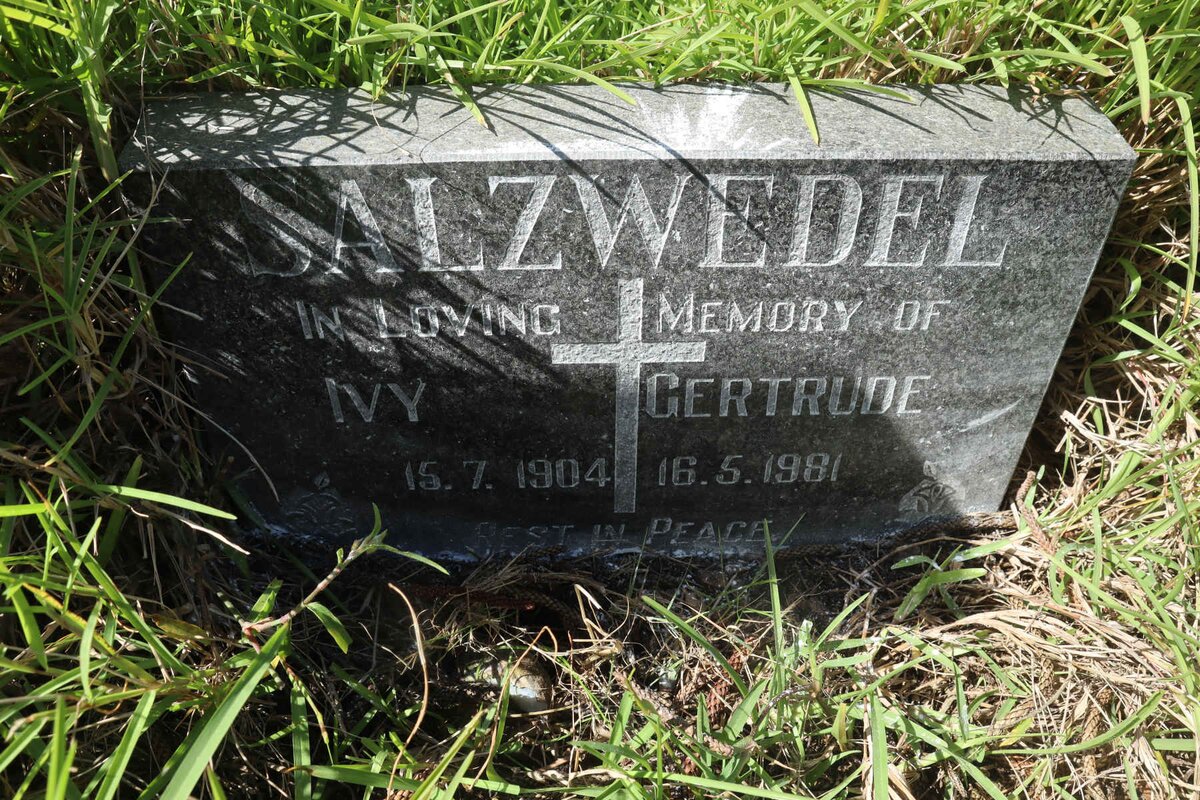 SALZWEDEL
IN LOVING MEMORY OF
IVY GERTRUDE
15.7.1904 16.5.1981
REST IN PEACE